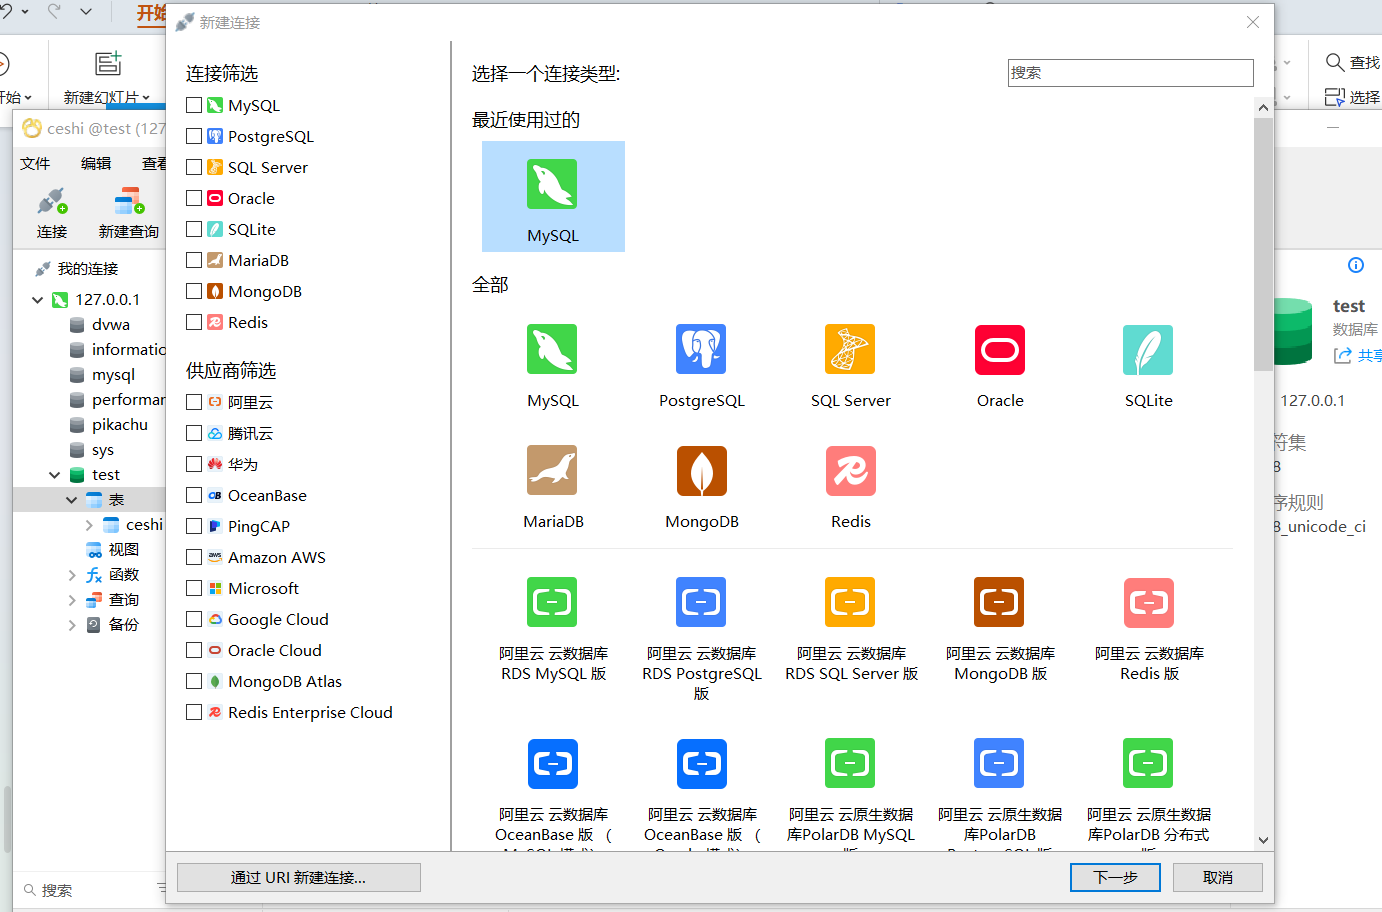 开始
新建连接
查找
开始
新建幻灯片
选择
ceshi @test (127
文件
编辑
查看
连接
新建查询
我的连接
127.0.0.1
dvwa
informatic
mysql
performar
pikachu
sys
test
表
ceshi
视图
函数
查询
备份
搜索
连接筛选
MySQL
PostgreSQL
SQL Server
Oracle
SQLite
MariaDB
MongoDB
Redis
供应商筛选
阿里云
腾讯云
华为
OceanBase
PingCAP
Amazon AWS
Microsoft
Google Cloud
Oracle Cloud
MongoDB Atlas
Redis Enterprise Cloud
选择一个连接类型:
搜索
最近使用过的
MySQL
全部
MySQL
PostgreSQL
SQL Server
Oracle
SQLite
MariaDB
MongoDB
Redis
阿里云 云数据库
RDS MySQL 版
阿里云 云数据库
RDS PostgreSQL
版
阿里云 云数据库
RDS SQL Server 版
阿里云 云数据库
MongoDB 版
阿里云 云数据库
Redis 版
阿里云 云数据库
OceanBase 版 （
阿里云 云数据库
OceanBase 版 （
阿里云 云原生数据
库PolarDB MySQL
阿里云 云原生数据
库PolarDB
阿里云 云原生数据
库PolarDB 分布式
通过 URI 新建连接...
下一步
取消
test
数据库
共享
127.0.0.1
符集
8
序规则
8_unicode_ci